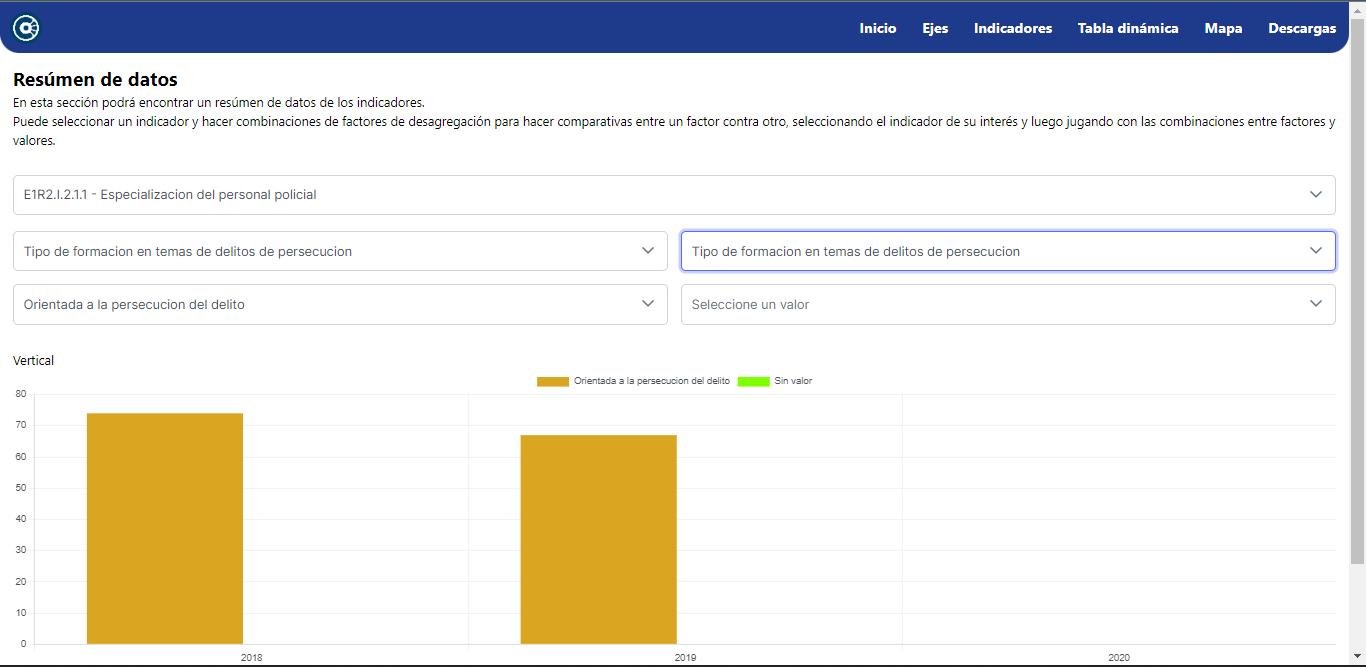 Inicio Ejes Indicadores Tabla dinámica Mapa Descargas
Resúmen de datos
En esta sección podrá encontrar un resúmen de datos de los indicadores.
Puede seleccionar un indicador y hacer combinaciones de factores de desagregación para hacer comparativas entre un factor contra otro, seleccionando el indicador de su interés y luego jugando con las combinaciones entre factores y
valores.
E1R2.I.2.1.1 - Especializacion del personal policial
Tipo de formacion en temas de delitos de persecucion Tipo de formacion en temas de delitos de persecucion
Orientada a la persecucion del delito Seleccione un valor
Vertical
Orientada a la persecucion del delito Sin valor
80
70
60
50
40
30
20
10
0
2018 2019 2020